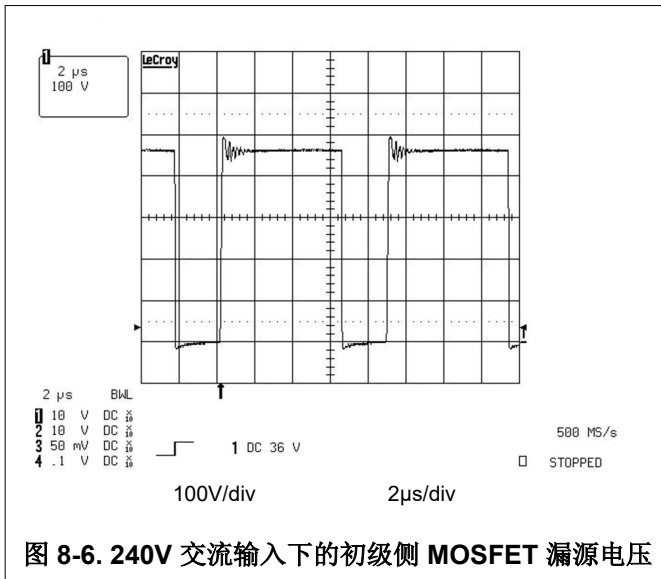 1
2 µs
100 V
LeCroy
2 µs BWL
1 10 V DC X10
2 10 V DC X10
3 50 mV DC X10
4 .1 V DC X10
1 DC 36 V
500 MS/s
STOPPED
100V/div 2µs/div
图 8-6. 240V 交流输入下的初级侧 MOSFET 漏源电压